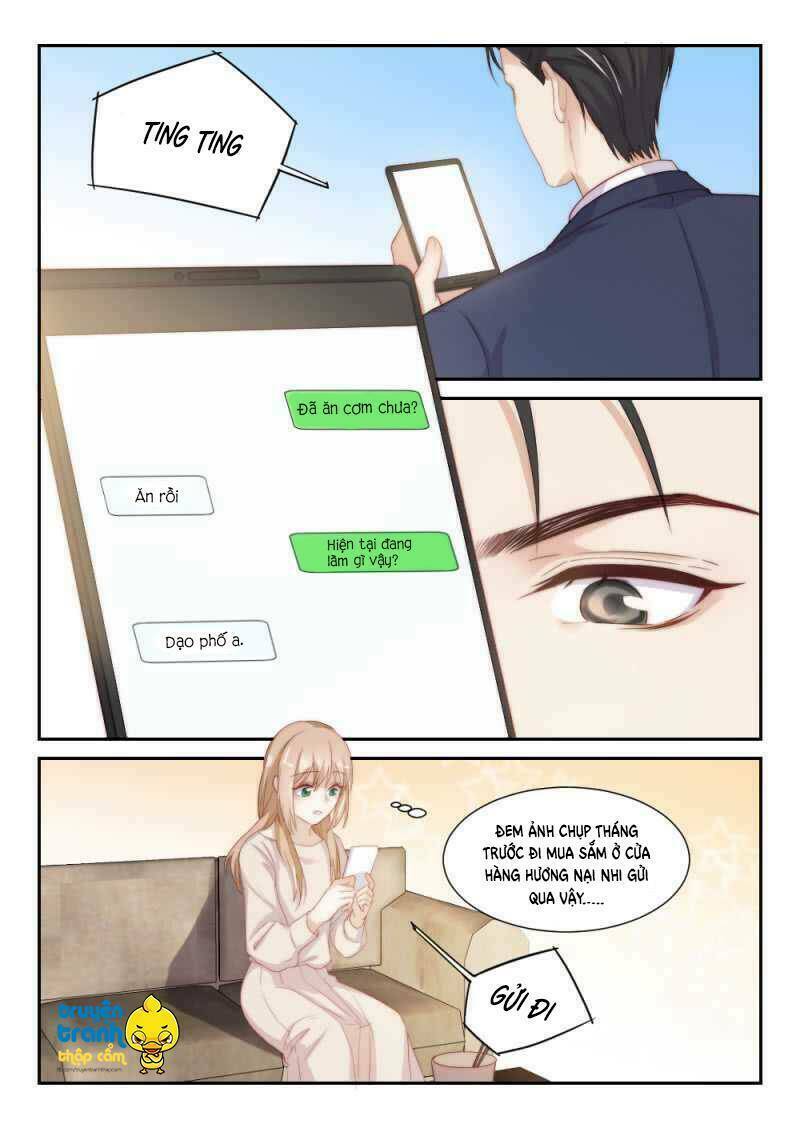 TING TING
Đã ăn cơm chưa?
Ăn rồi
Hiện tại đang
làm gì vậy?
Dạo phố a.
ĐEM ẢNH CHỤP THÁNG
TRƯỚC ĐI MUA SẮM Ở CỬA
HÀNG HƯƠNG NẠI NHI GỬI
QUA VẬY.....
GỬI ĐI
truyện
tranh
thập cẩm